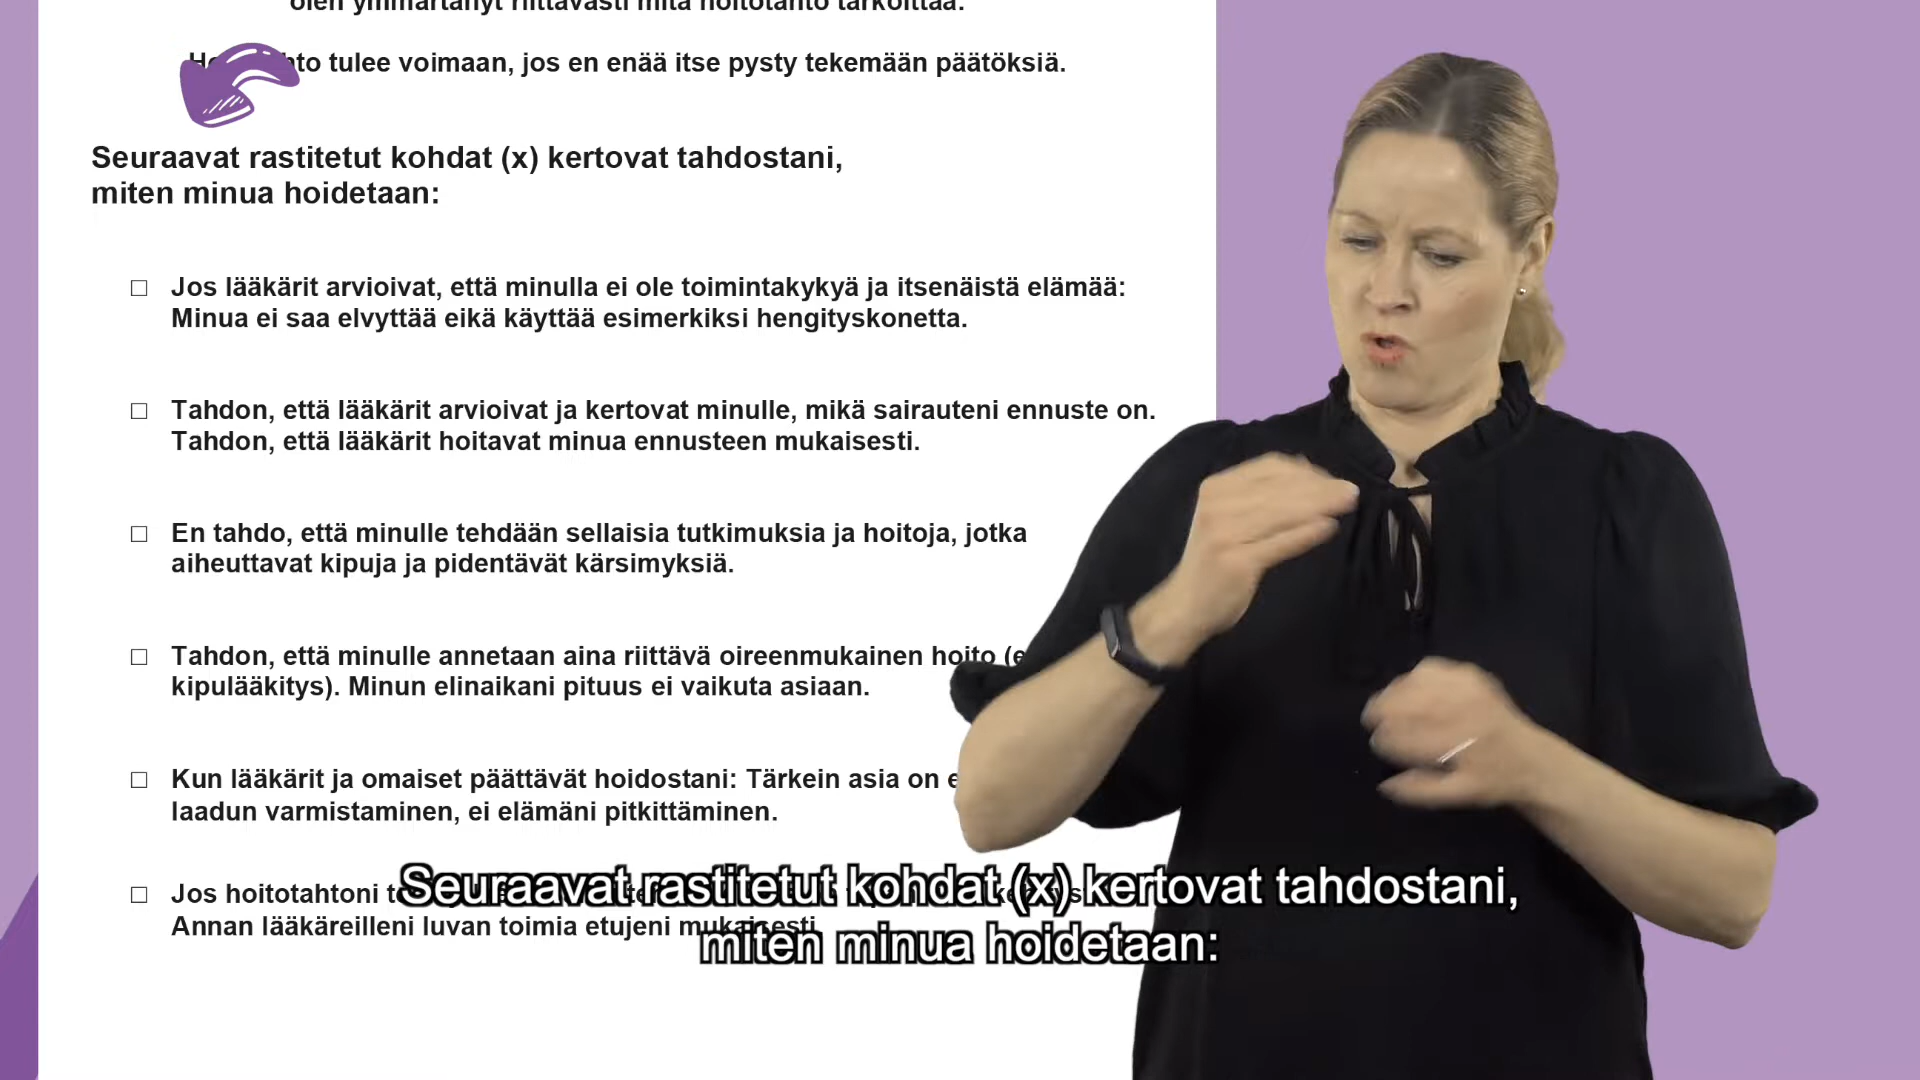 olen ymmärtänyt riittävästi mitä hoitotahto tarkoittaa.
tulee voimaan, jos en enää itse pysty tekemään päätöksiä.
Seuraavat rastitetut kohdat (x) kertovat tahdostani,
miten minua hoidetaan:
Jos lääkärit arvioivat, että minulla ei ole toimintakykyä ja itsenäistä elämää:
Minua ei saa elvyttää eikä käyttää esimerkiksi hengityskonetta.
Tahdon, että lääkärit arvioivat ja kertovat minulle, mikä sairauteni ennuste on.
Tahdon, että lääkärit hoitavat minua ennusteen mukaisesti.
En tahdo, että minulle tehdään sellaisia tutkimuksia ja hoitoja, jotka
aiheuttavat kipuja ja pidentävät kärsimyksiä.
Tahdon, että minulle annetaan aina riittävä oireenmukainen hoito
kipulääkitys). Minun elinaikani pituus ei vaikuta asiaan.
Kun lääkärit ja omaiset päättävät hoidostani: Tärkein asia on
laadun varmistaminen, ei elämäni pitkittäminen.
Jos hoitotahtoni
Annan lääkäreilleni luvan toimia etujeni mukaisesti
Seuraavat rastitetut kohdat (x) kertovat tahdostani,
miten minua hoidetaan: